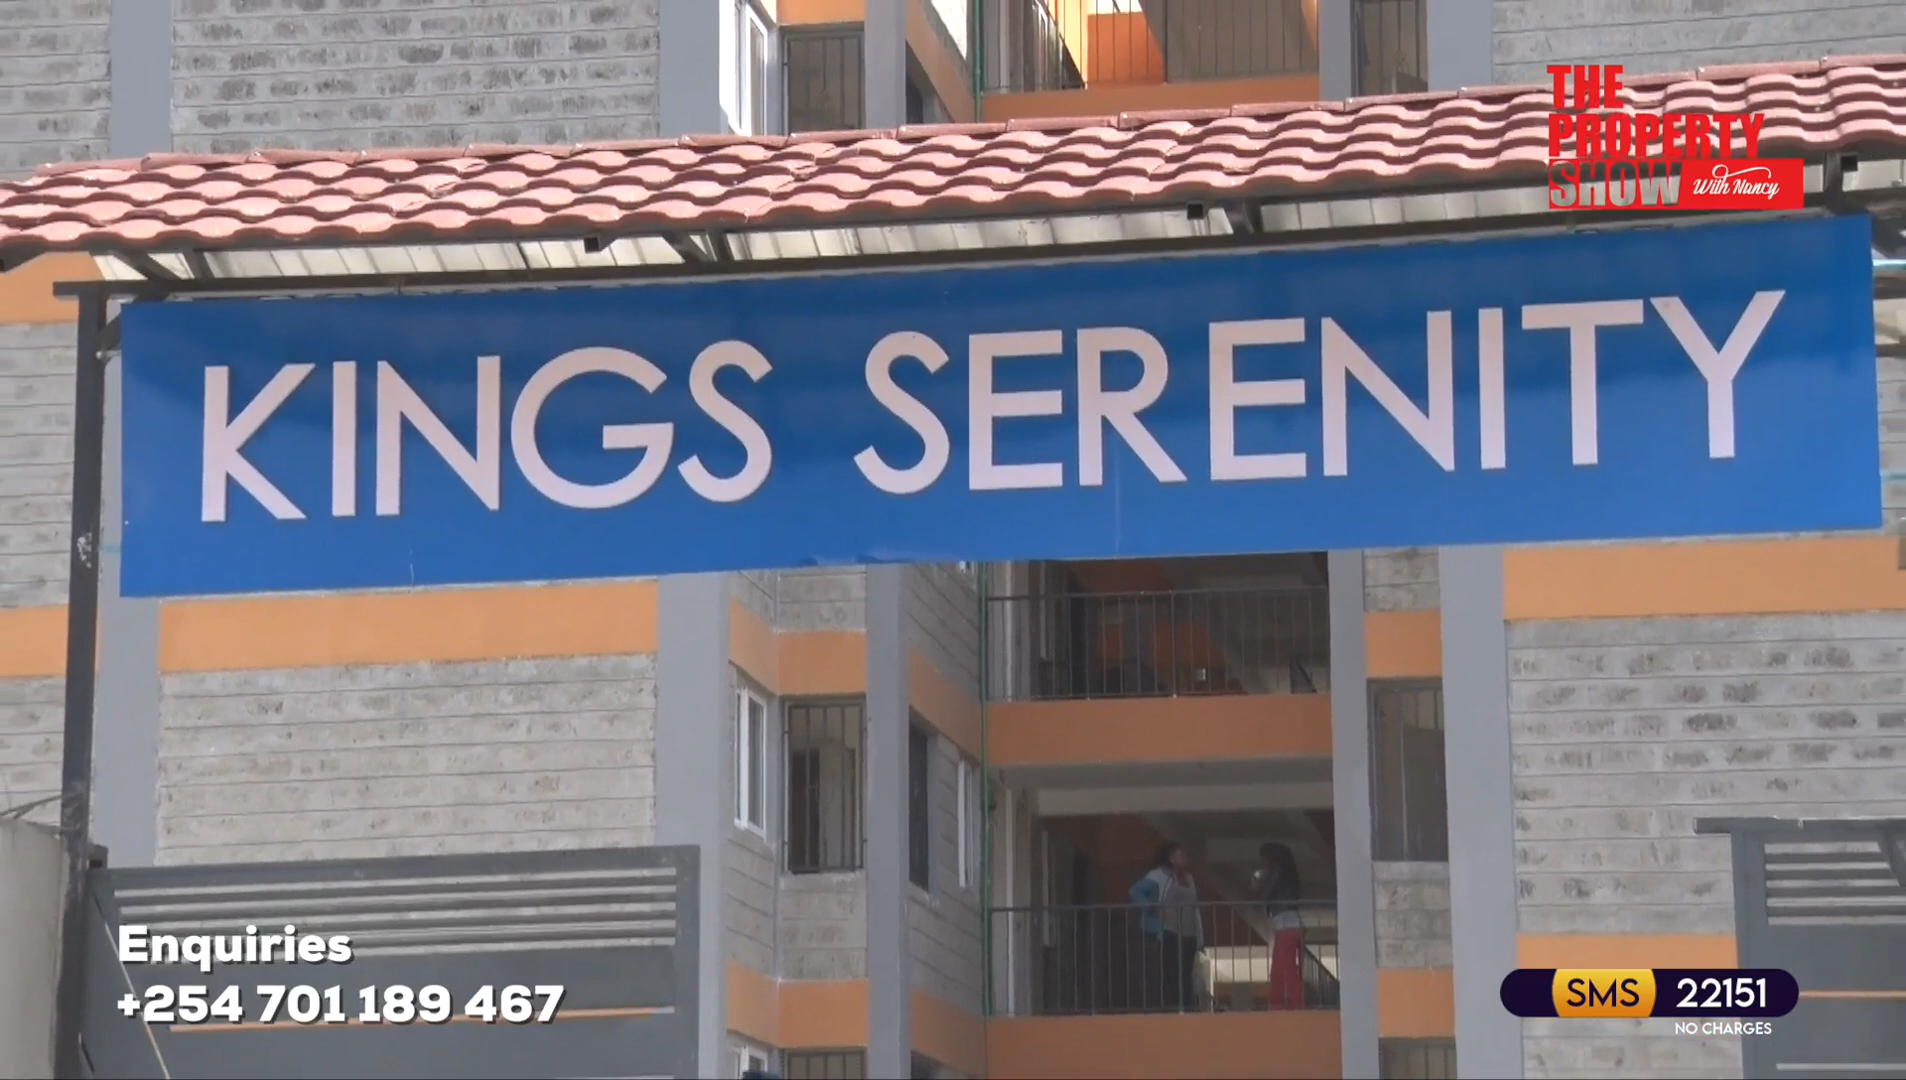 THE
PROPERTY
SHOW With Nancy
KINGS SERENITY
Enquiries
+254 701 189 467
SMS 22151
NO CHARGES